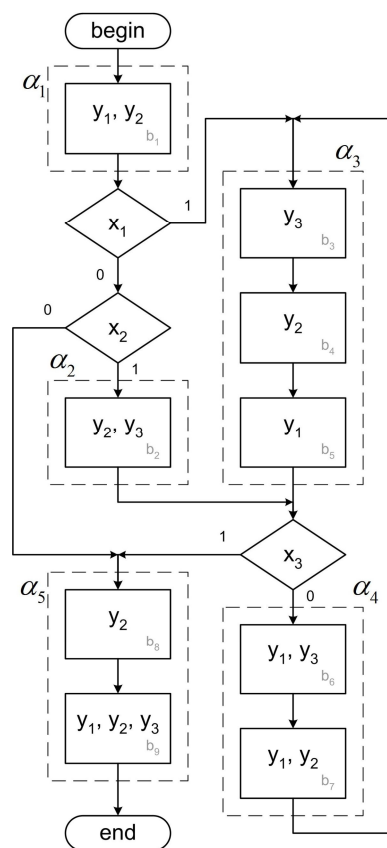 begin
α₁
y₁, y₂
b₁
x₁
1
0
α₃
y₃
b₃
y₂
b₄
y₁
b₅
0
x₂
1
α₂
y₂, y₃
b₂
1
x₃
0
α₅
y₂
b₈
y₁, y₂, y₃
b₉
α₄
y₁, y₃
b₆
y₁, y₂
b₇
end